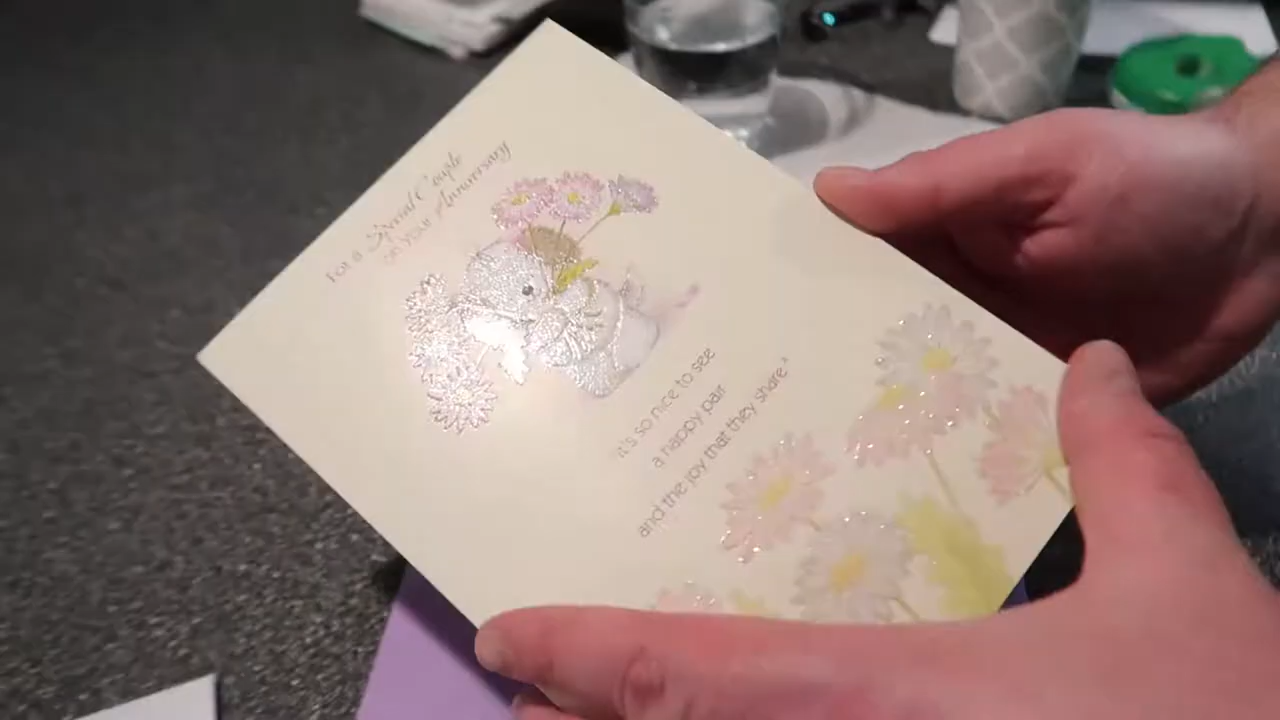 For a Special Couple
on your Anniversary
it's so nice to see
a happy pair
and the joy that they share"